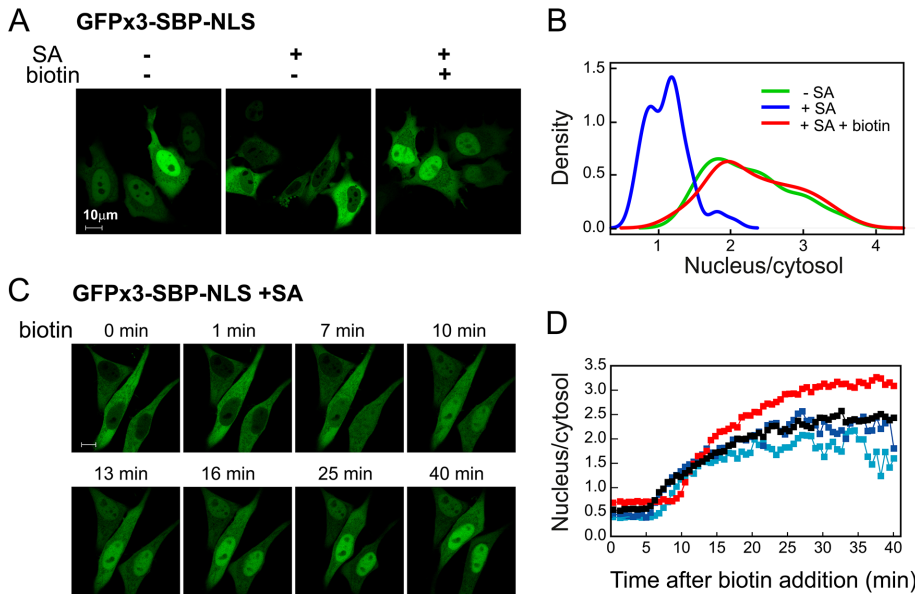 A GFPx3-SBP-NLS
SA - + +
biotin - - +
10μm
B
1.5
1.0
0.5
0.0
Density
- SA
+ SA
+ SA + biotin
1 2 3 4
Nucleus/cytosol
C GFPx3-SBP-NLS +SA
biotin 0 min 1 min 7 min 10 min
13 min 16 min 25 min 40 min
D
3.5
3.0
2.5
2.0
1.5
1.0
0.5
0.0
Nucleus/cytosol
0 5 10 15 20 25 30 35 40
Time after biotin addition (min)